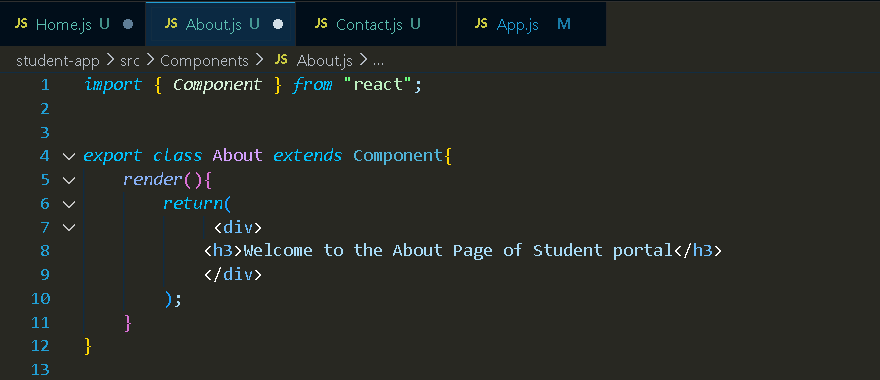 JS Home.js U JS About.js U JS Contact.js U JS App.js M
student-app > src > Components > JS About.js > ...
1 import { Component } from "react";
2
3
4 export class About extends Component{
5 render(){
6 return(
7 <div>
8 <h3>Welcome to the About Page of Student portal</h3>
9 </div>
10 );
11 }
12 }
13